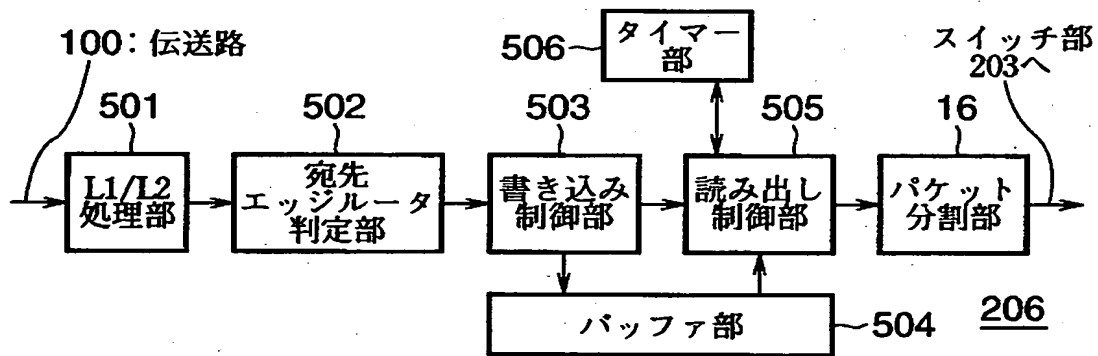 100：伝送路
506
タイマー
部
スイッチ部
203へ
501
502
503
505
16
L1/L2
処理部
宛先
エッジルータ
判定部
書き込み
制御部
読み出し
制御部
パケット
分割部
バッファ部
504
206